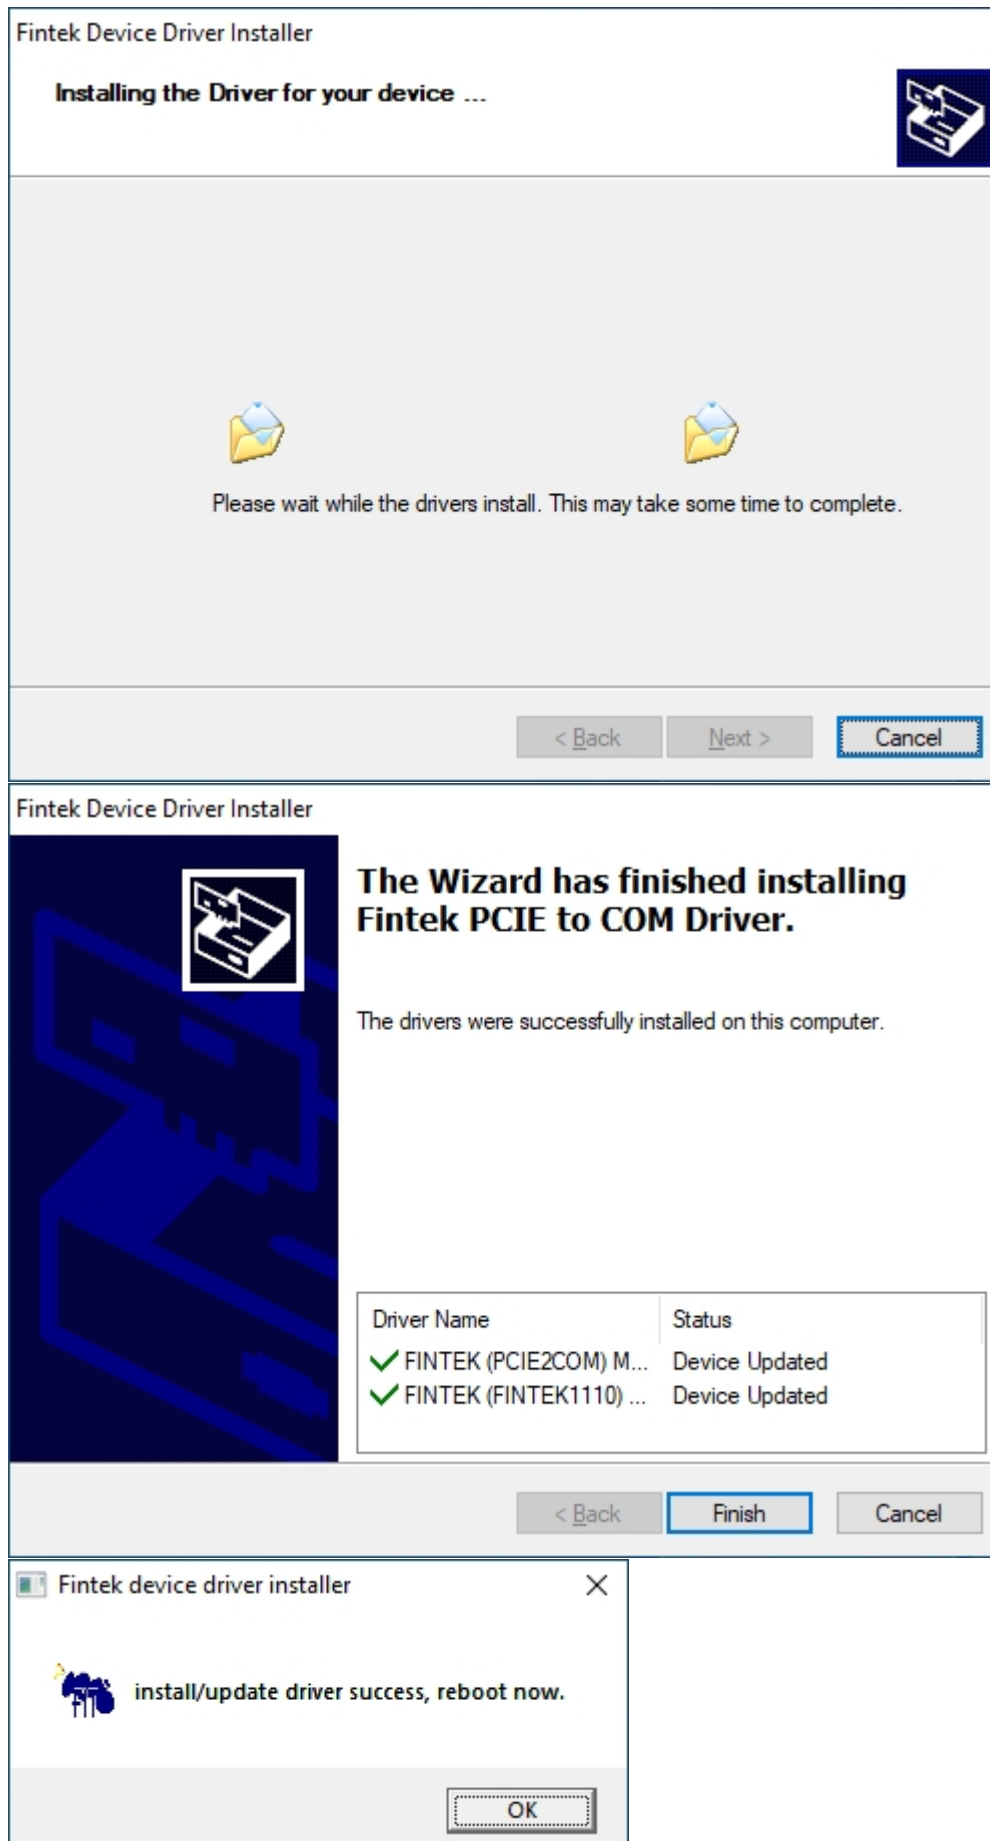 Fintek Device Driver Installer
Installing the Driver for your device ...
Please wait while the drivers install. This may take some time to complete.
< Back
Next >
Cancel
Fintek Device Driver Installer
The Wizard has finished installing
Fintek PCIE to COM Driver.
The drivers were successfully installed on this computer.
Driver Name Status
FINTEK (PCIE2COM) M... Device Updated
FINTEK (FINTEK1110) ... Device Updated
< Back
Finish
Cancel
Fintek device driver installer
install/update driver success, reboot now.
OK